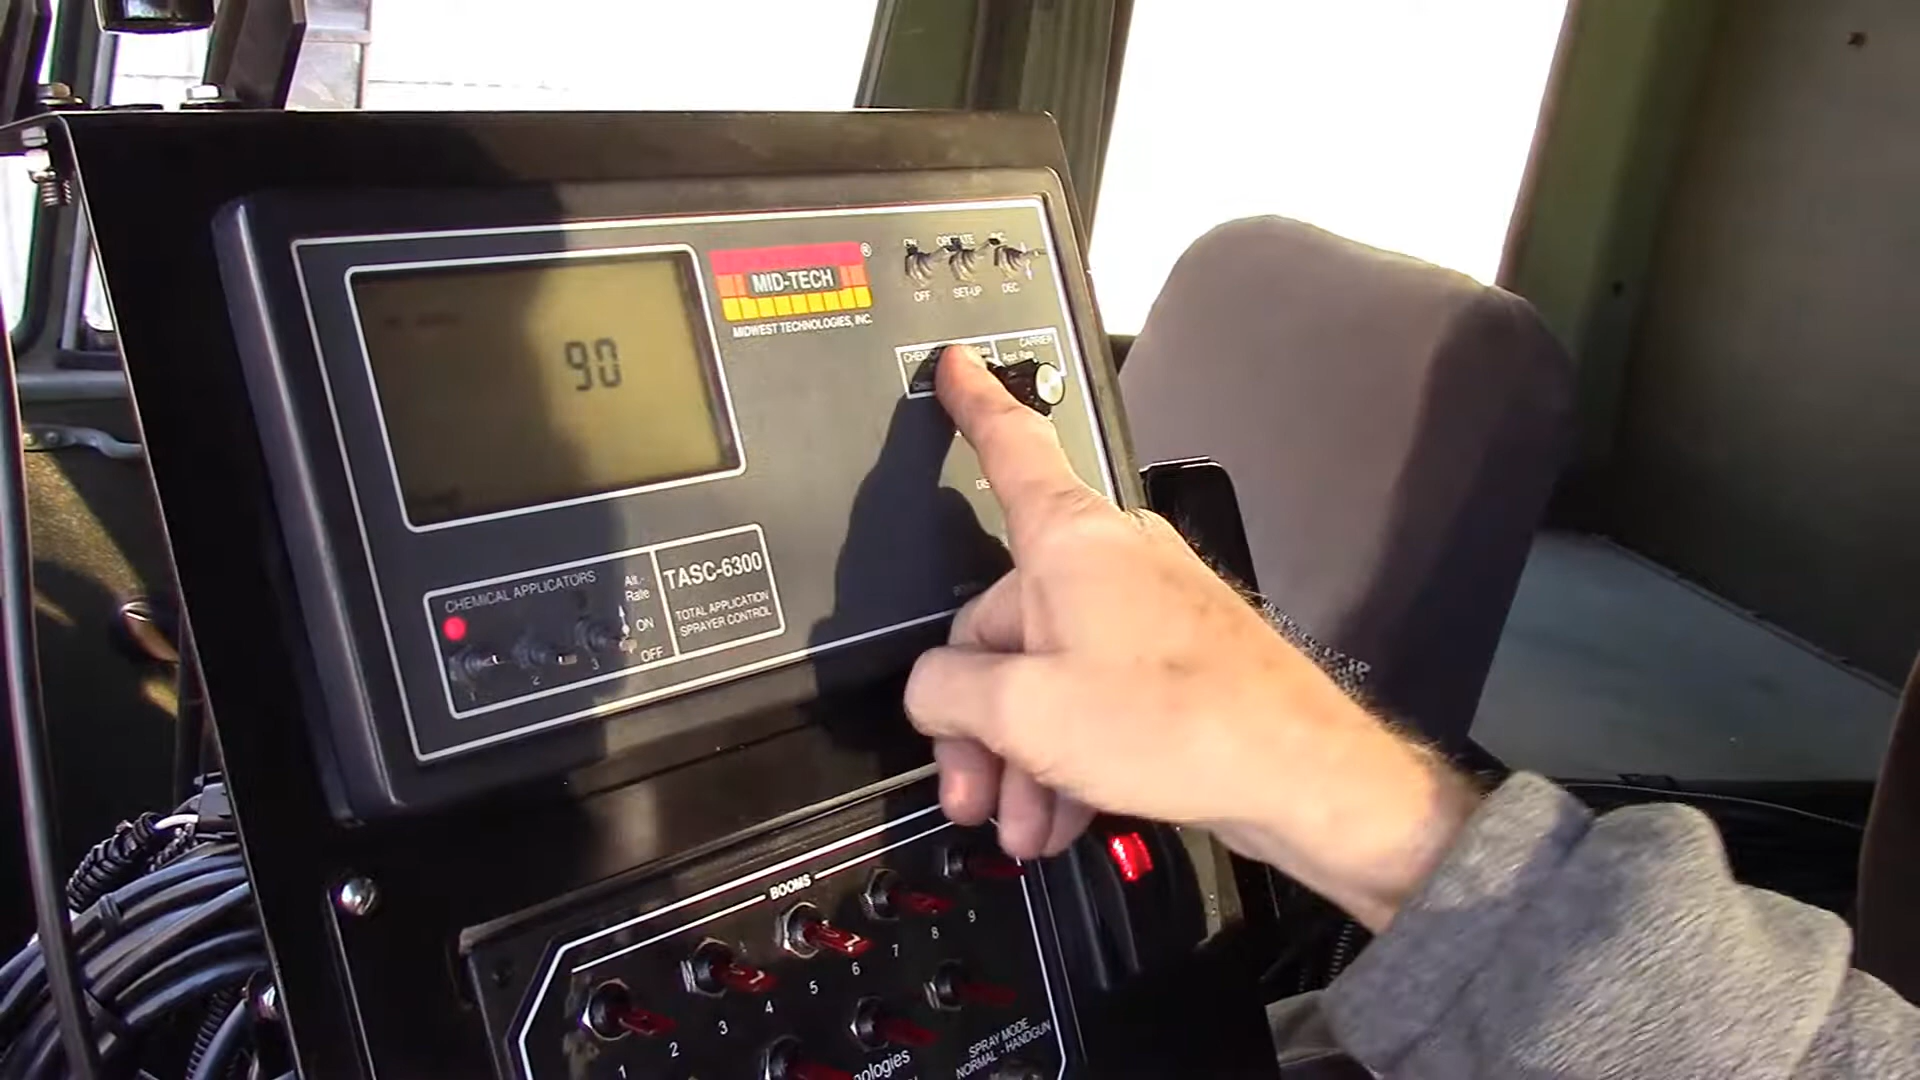 90
MID-TECH ®
MIDWEST TECHNOLOGIES, INC.
ON OPERATE INC.
OFF SET-UP DEC.
CARRIER
Appl. Rate
CHEMICAL APPLICATORS
Alt.-
Rate
ON
OFF
1 2 3
TASC-6300
TOTAL APPLICATION
SPRAYER CONTROL
BOOMS
1 2 3 4 5 6 7 8 9
SPRAY MODE
NORMAL - HANDGUN